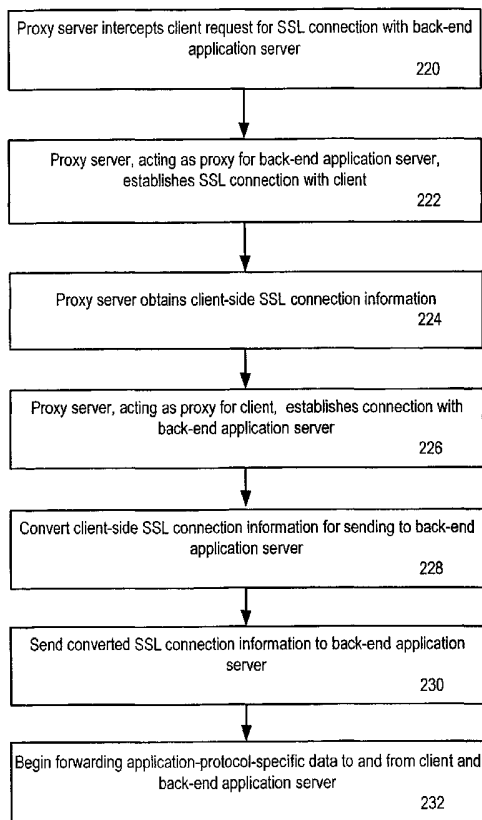 Proxy server intercepts client request for SSL connection with back-end
application server
220
Proxy server, acting as proxy for back-end application server,
establishes SSL connection with client
222
Proxy server obtains client-side SSL connection information
224
Proxy server, acting as proxy for client, establishes connection with
back-end application server
226
Convert client-side SSL connection information for sending to back-end
application server
228
Send converted SSL connection information to back-end application
server
230
Begin forwarding application-protocol-specific data to and from client and
back-end application server
232